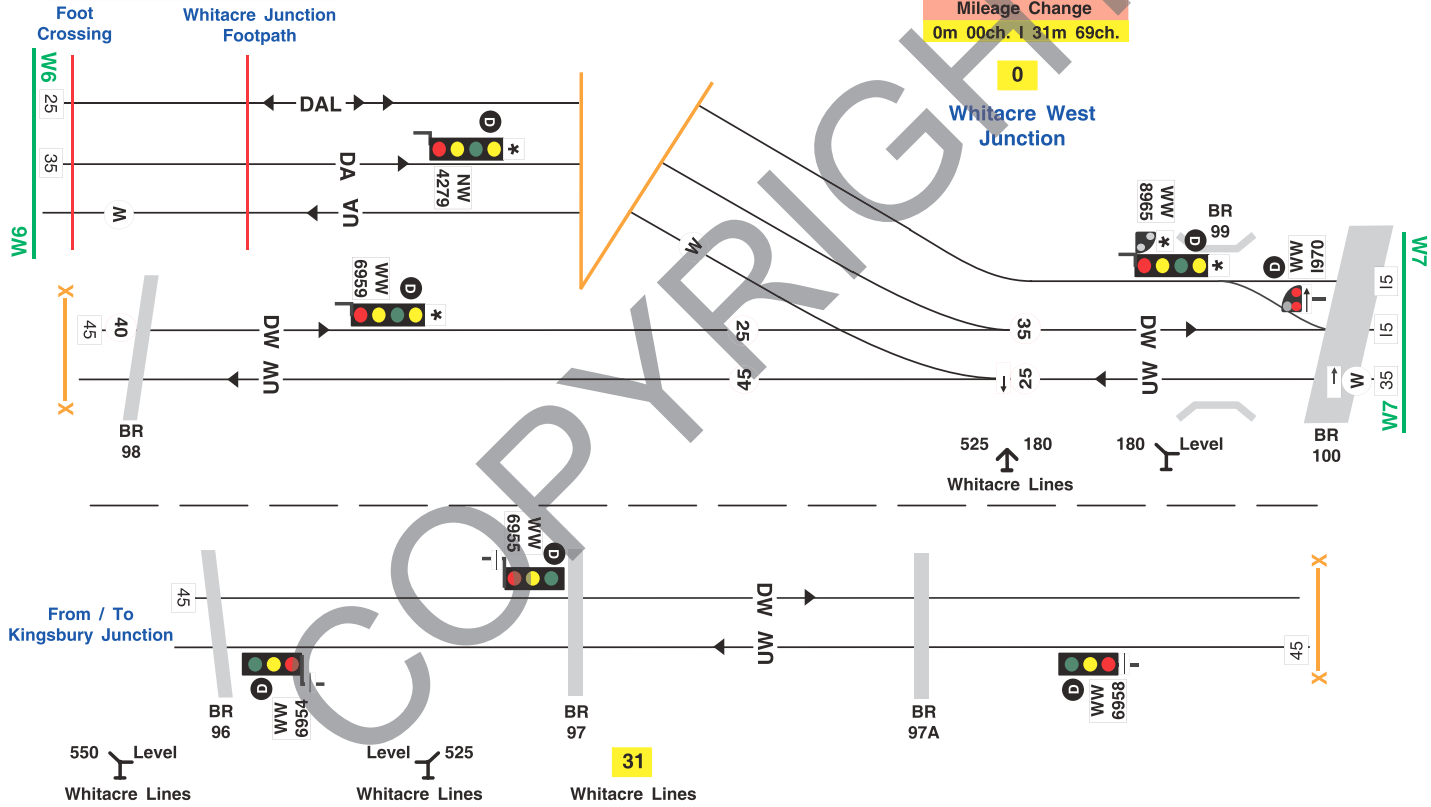 Foot
Crossing
Whitacre Junction
Footpath
Mileage Change
0m 00ch. | 31m 69ch.
0
Whitacre West
Junction
W6
W6
25
DAL
D
*
35
DA
NW
4279
W
UA
W
WW
8965
*
D
*
BR
99
D
WW
I970
I
W7
I5
X
45
40
WW
6959
D
*
DW
25
35
DW
I5
UW
45
25
UW
W
35
X
W7
BR
98
525
180
Whitacre Lines
180
Level
BR
100
WW
6955
D
I
X
45
DW
From / To
Kingsbury Junction
UW
45
X
D
WW
6954
I
D
WW
6958
I
BR
96
BR
97
BR
97A
550
Level
Whitacre Lines
Level
525
Whitacre Lines
31
Whitacre Lines
COPYRIGHT